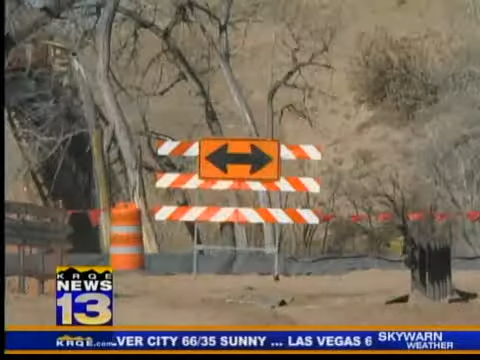 KRQE
NEWS
13
KRQE.com
.VER CITY 66/35 SUNNY ... LAS VEGAS 6
SKYWARN
WEATHER